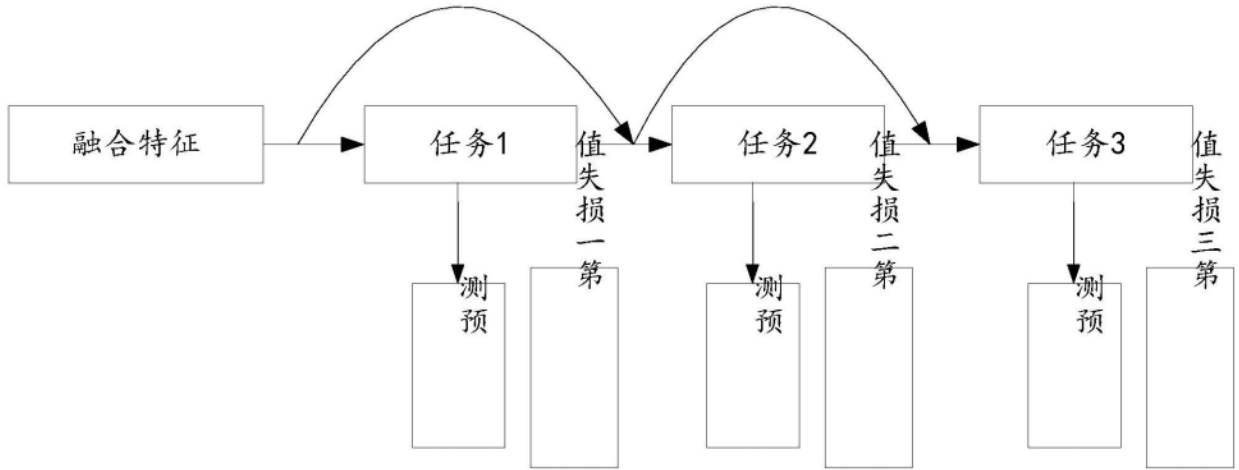 融合特征
任务1
值失损一第
任务2
值失损二第
任务3
值失损三第
测预
测预
测预